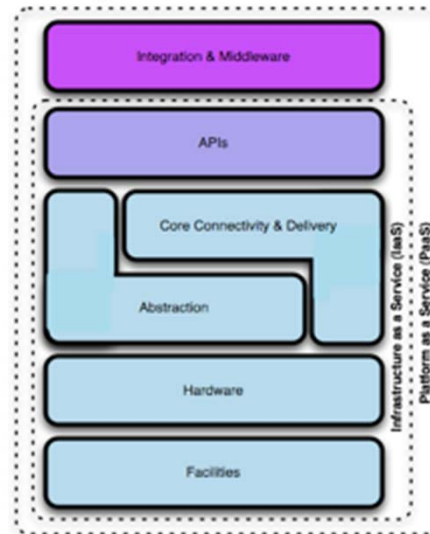 Integration & Middleware
APIs
Core Connectivity & Delivery
Abstraction
Hardware
Facilities
Infrastructure as a Service (IaaS)
Platform as a Service (PaaS)